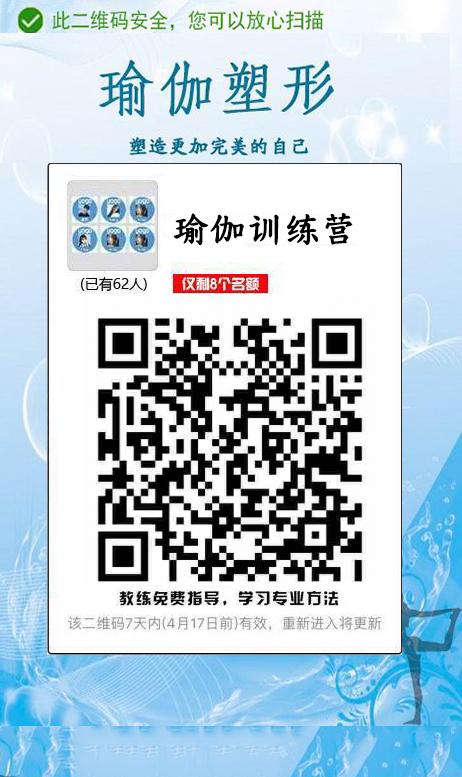 此二维码安全，您可以放心扫描
瑜伽塑形
塑造更加完美的自己
瑜伽训练营
(已有62人)
仅剩8个名额
教练免费指导，学习专业方法
该二维码7天内(4月17日前)有效，重新进入将更新